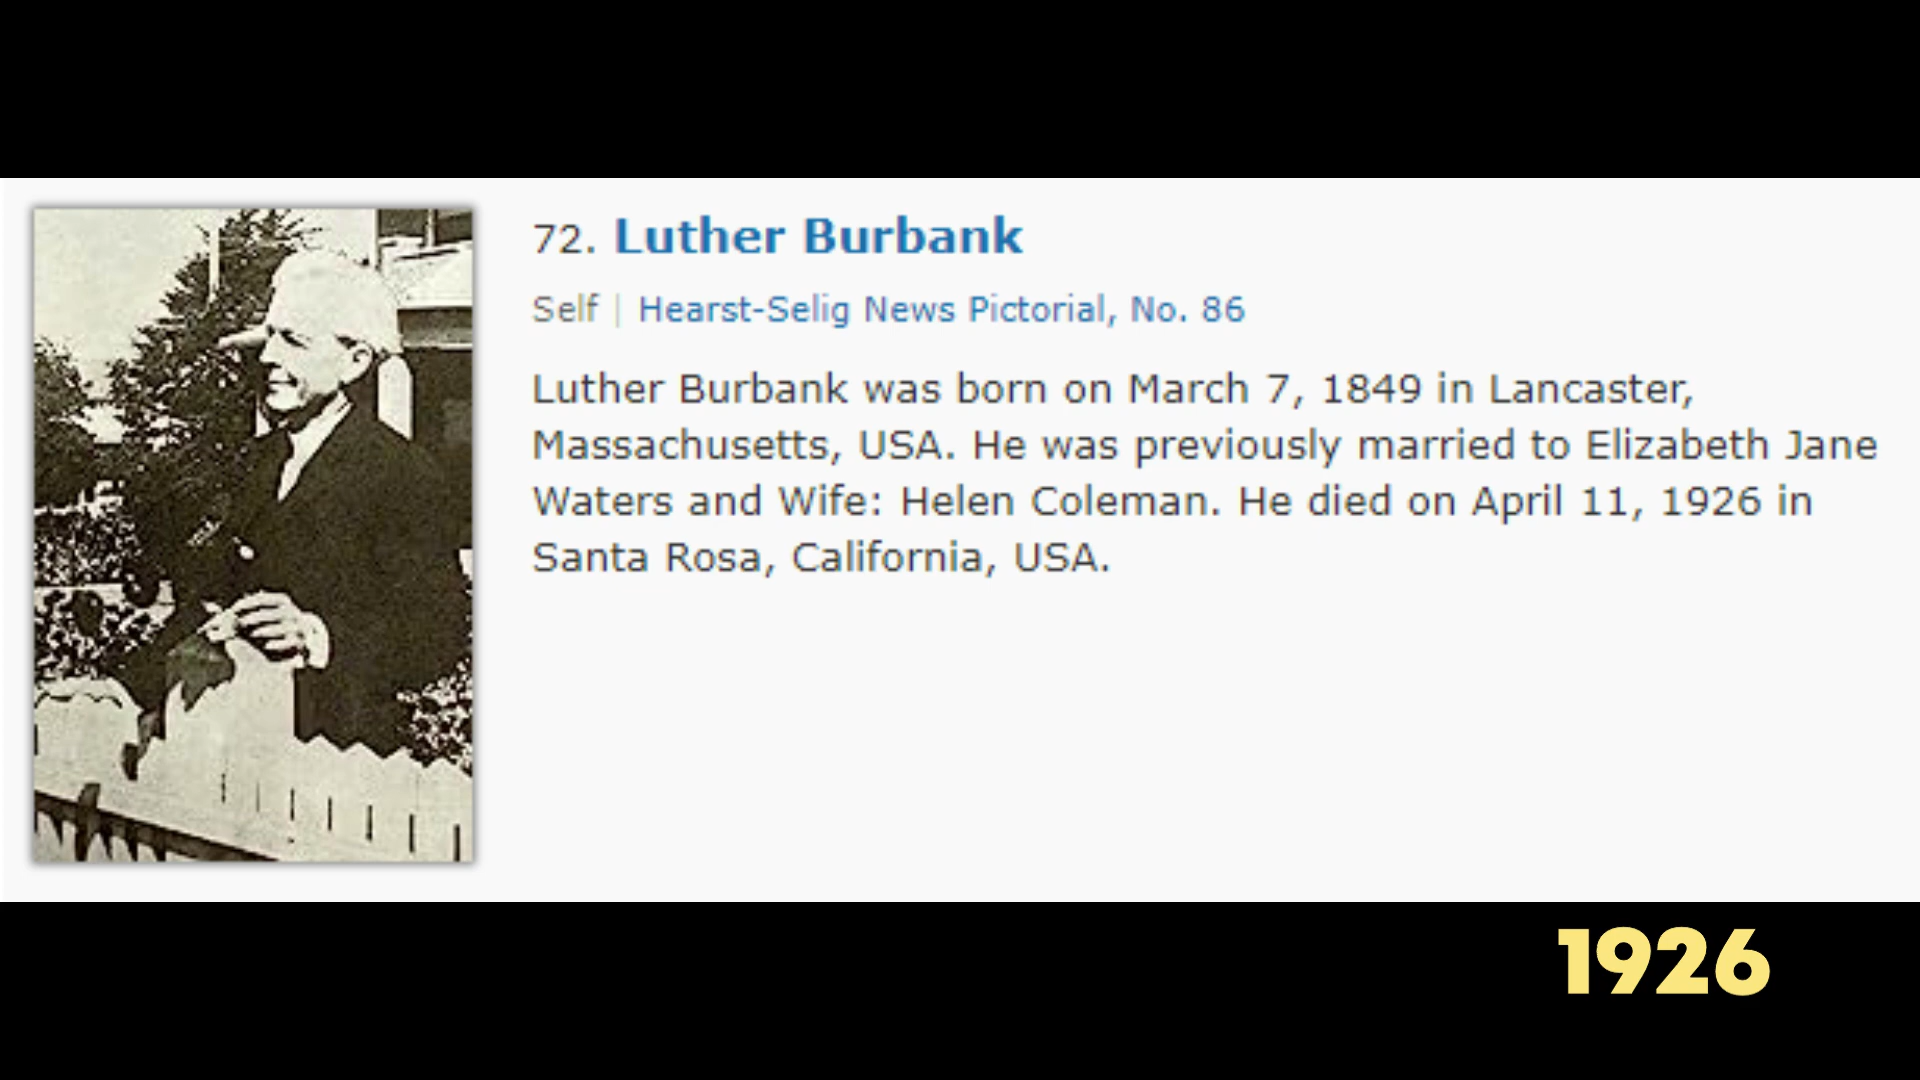 72. Luther Burbank
Self | Hearst-Selig News Pictorial, No. 86
Luther Burbank was born on March 7, 1849 in Lancaster,
Massachusetts, USA. He was previously married to Elizabeth Jane
Waters and Wife: Helen Coleman. He died on April 11, 1926 in
Santa Rosa, California, USA.
1926